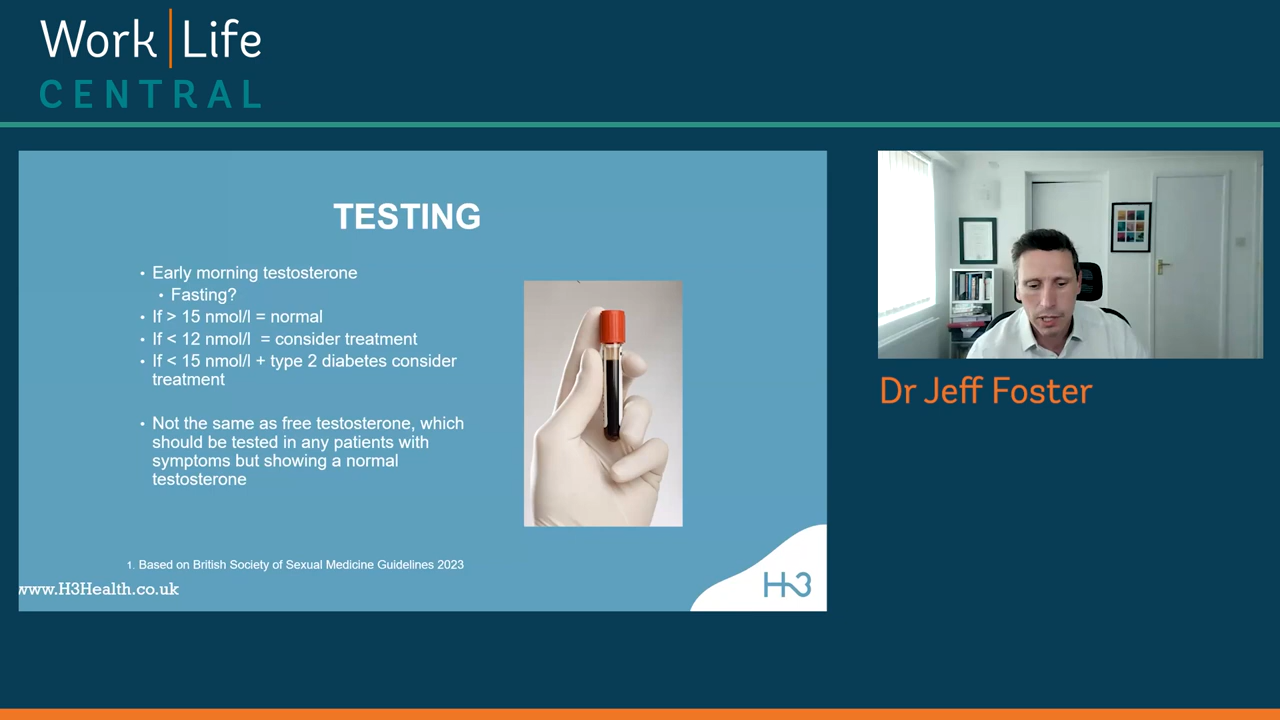 Work Life
CENTRAL
TESTING
• Early morning testosterone
• Fasting?
• If > 15 nmol/l = normal
• If < 12 nmol/l = consider treatment
• If < 15 nmol/l + type 2 diabetes consider
treatment
• Not the same as free testosterone, which
should be tested in any patients with
symptoms but showing a normal
testosterone
1. Based on British Society of Sexual Medicine Guidelines 2023
www.H3Health.co.uk
H3
Dr Jeff Foster